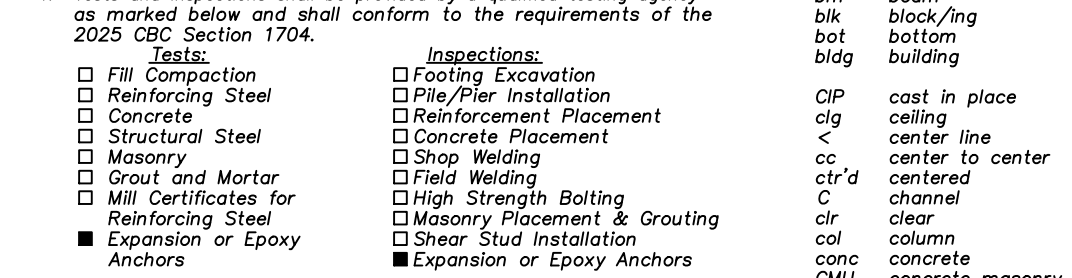 as marked below and shall conform to the requirements of the
2025 CBC Section 1704.
Tests:
☐ Fill Compaction
☐ Reinforcing Steel
☐ Concrete
☐ Structural Steel
☐ Masonry
☐ Grout and Mortar
☐ Mill Certificates for
Reinforcing Steel
■ Expansion or Epoxy
Anchors
Inspections:
☐ Footing Excavation
☐ Pile/Pier Installation
☐ Reinforcement Placement
☐ Concrete Placement
☐ Shop Welding
☐ Field Welding
☐ High Strength Bolting
☐ Masonry Placement & Grouting
☐ Shear Stud Installation
■ Expansion or Epoxy Anchors
blk block/ing
bot bottom
bldg building
CIP cast in place
clg ceiling
< center line
cc center to center
ctr'd centered
C channel
clr clear
col column
conc concrete